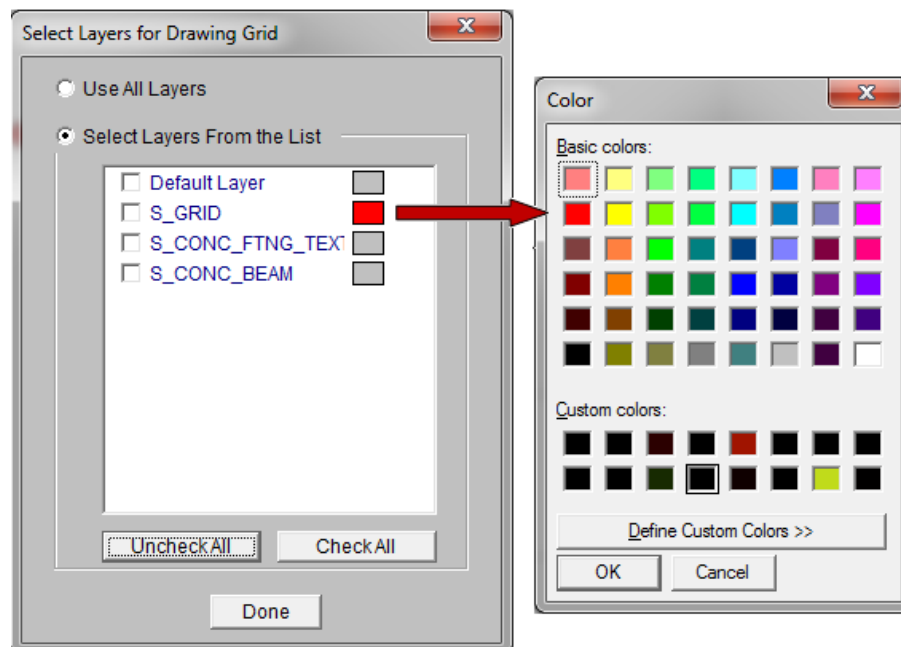 Select Layers for Drawing Grid
Use All Layers
Select Layers From the List
Default Layer
S_GRID
S_CONC_FTNG_TEXT
S_CONC_BEAM
Uncheck All
Check All
Done
Color
Basic colors:
Custom colors:
Define Custom Colors >>
OK
Cancel